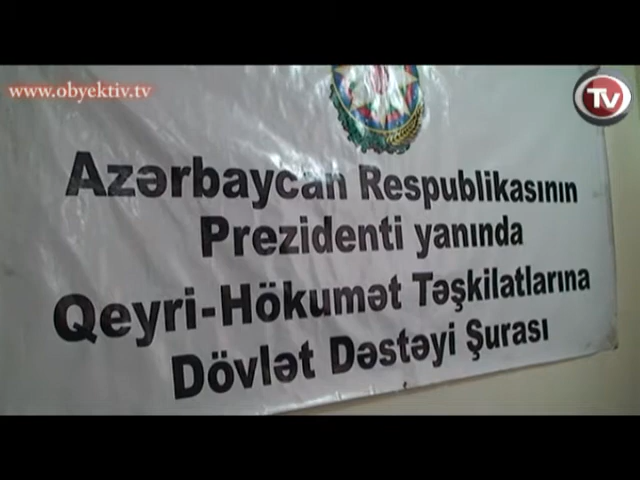 www.obyektiv.tv
TV
Azərbaycan Respublikasının
Prezidenti yanında
Qeyri-Hökumət Təşkilatlarına
Dövlət Dəstəyi Şurası